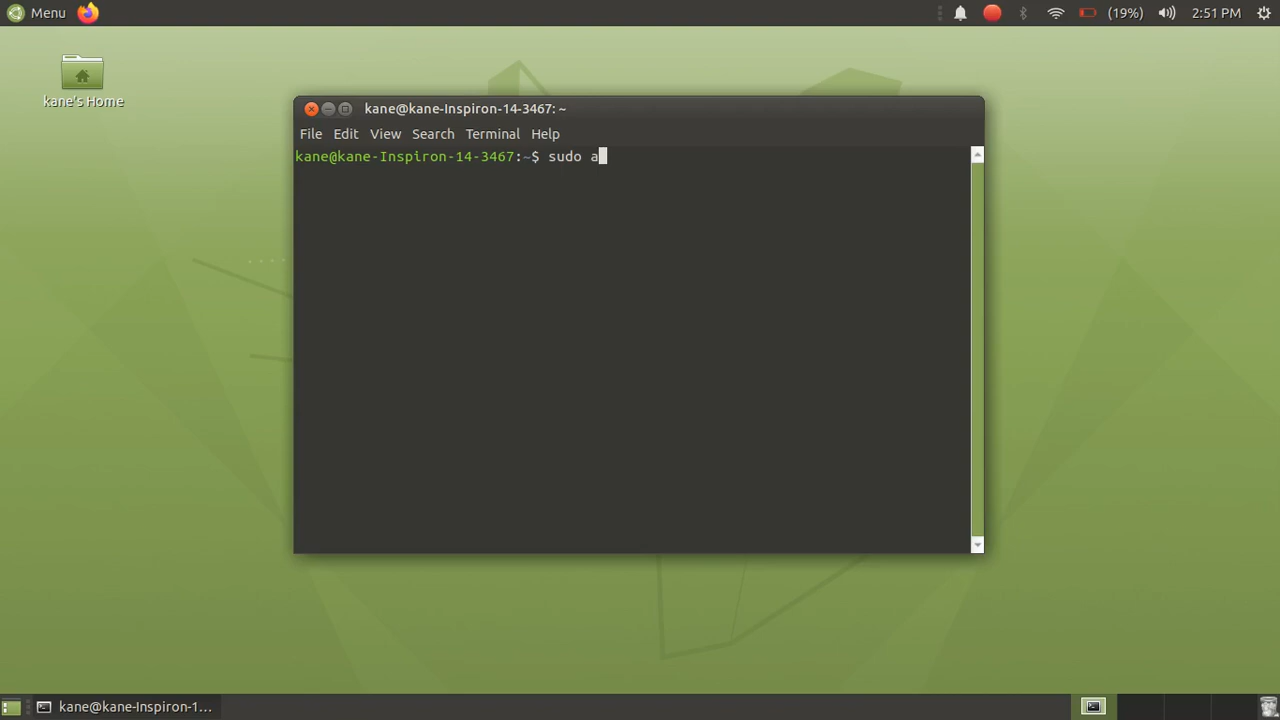 Menu
(19%)
2:51 PM
kane's Home
kane@kane-Inspiron-14-3467: ~
File Edit View Search Terminal Help
kane@kane-Inspiron-14-3467:~$ sudo a
kane@kane-Inspiron-1...